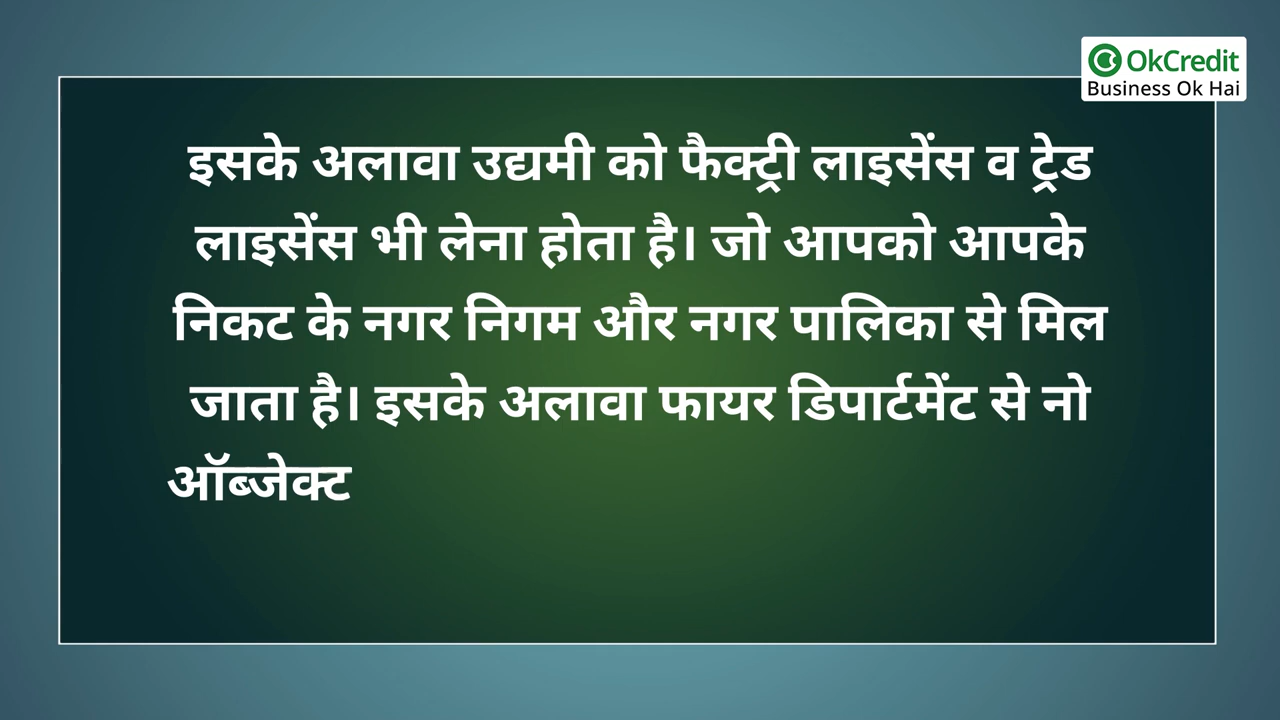 OkCredit
Business Ok Hai
इसके अलावा उद्यमी को फैक्ट्री लाइसेंस व ट्रेड
लाइसेंस भी लेना होता है। जो आपको आपके
निकट के नगर निगम और नगर पालिका से मिल
जाता है। इसके अलावा फायर डिपार्टमेंट से नो
ऑब्जेक्ट